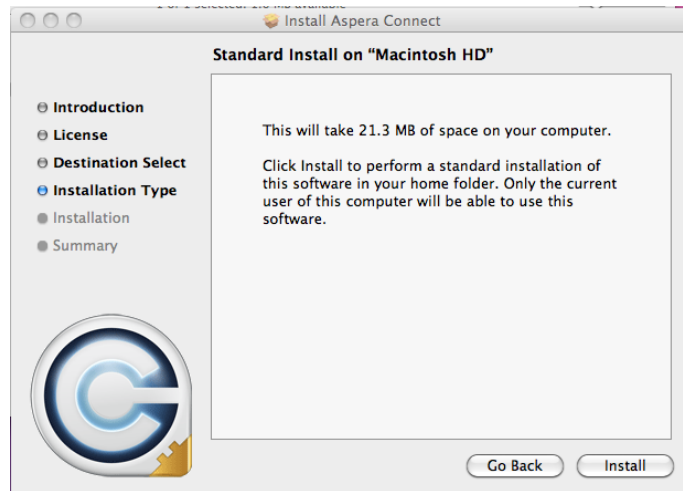 Install Aspera Connect
Standard Install on “Macintosh HD”
Introduction
License
Destination Select
Installation Type
Installation
Summary
This will take 21.3 MB of space on your computer.
Click Install to perform a standard installation of
this software in your home folder. Only the current
user of this computer will be able to use this
software.
Go Back
Install